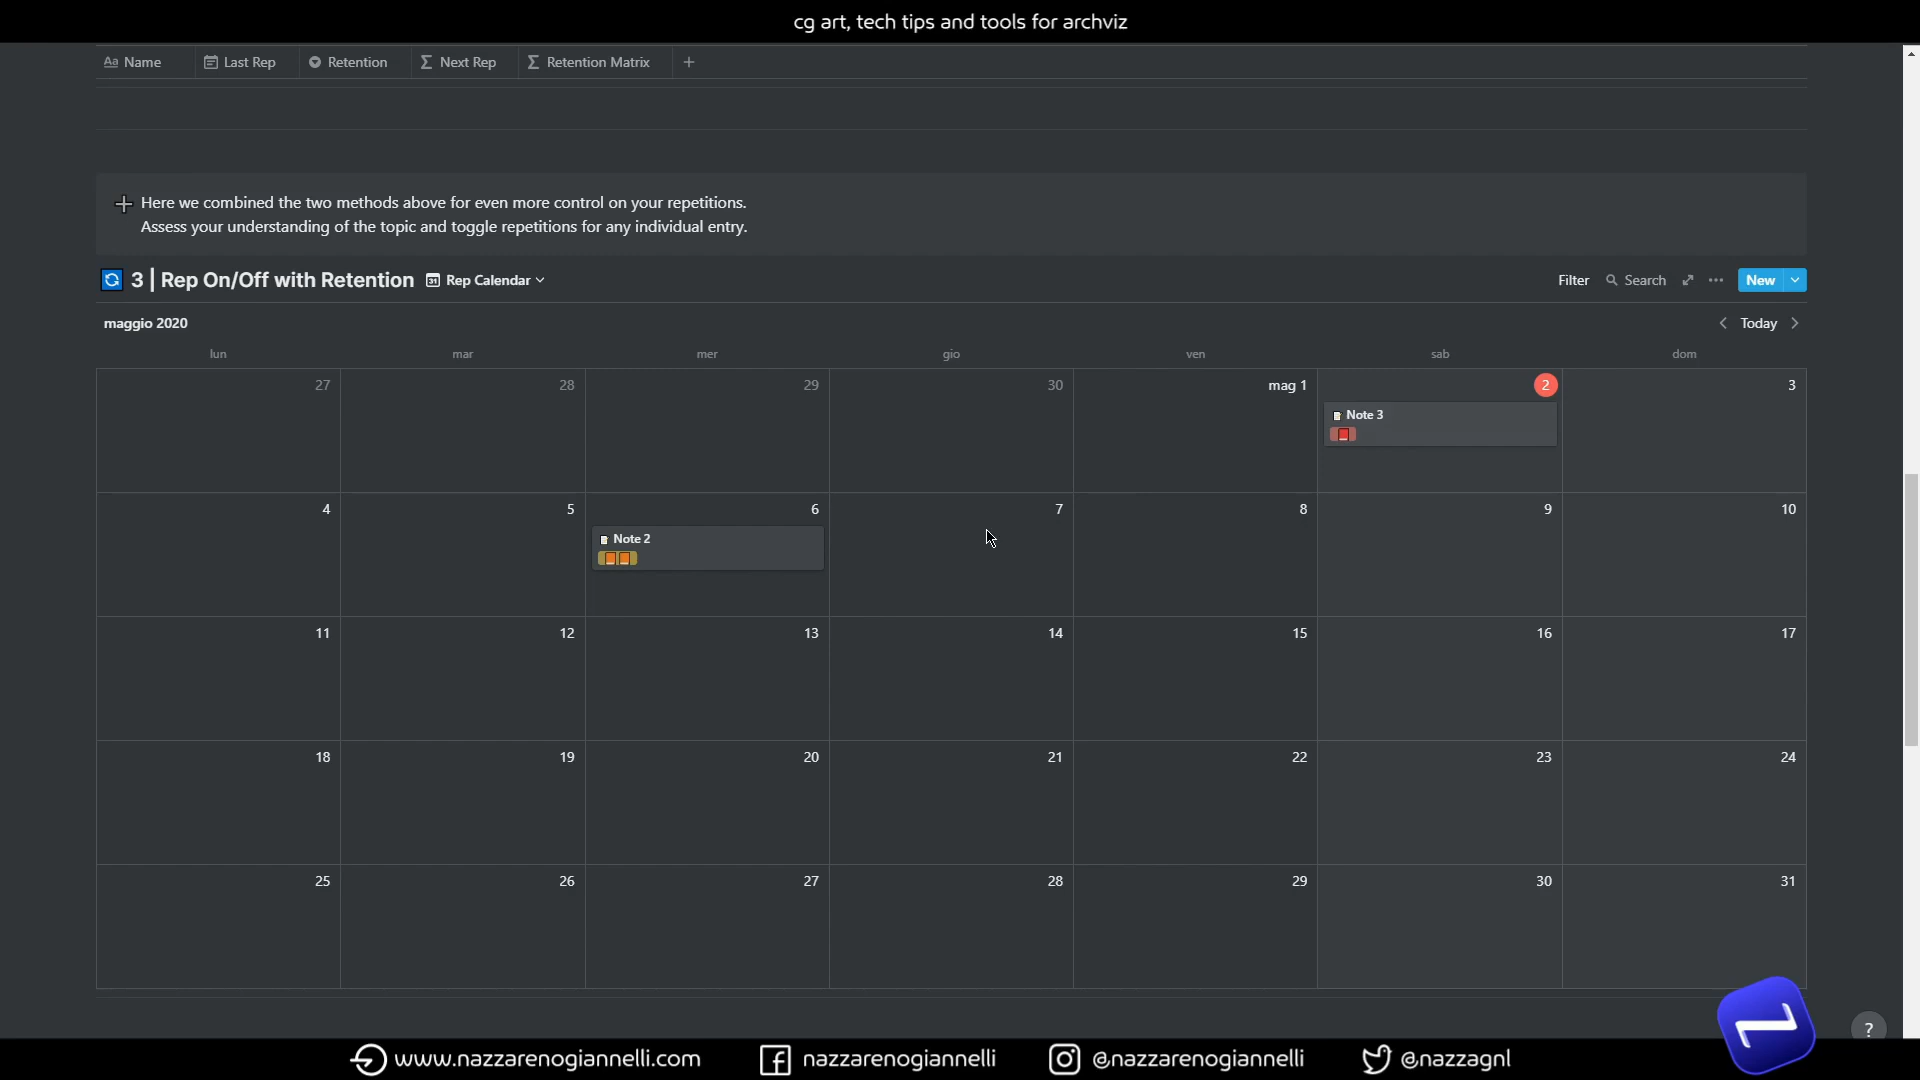 cg art, tech tips and tools for archviz
Aa Name Last Rep Retention Σ Next Rep Σ Retention Matrix +
Here we combined the two methods above for even more control on your repetitions.
Assess your understanding of the topic and toggle repetitions for any individual entry.
3 | Rep On/Off with Retention 31 Rep Calendar Filter Search ... New
maggio 2020 Today
lun mar mer gio ven sab dom
27 28 29 30 mag 1 2 3
Note 3
4 5 6 7 8 9 10
Note 2
11 12 13 14 15 16 17
18 19 20 21 22 23 24
25 26 27 28 29 30 31
?
www.nazzarenogiannelli.com nazzarenogiannelli @nazzarenogiannelli @nazzagnl